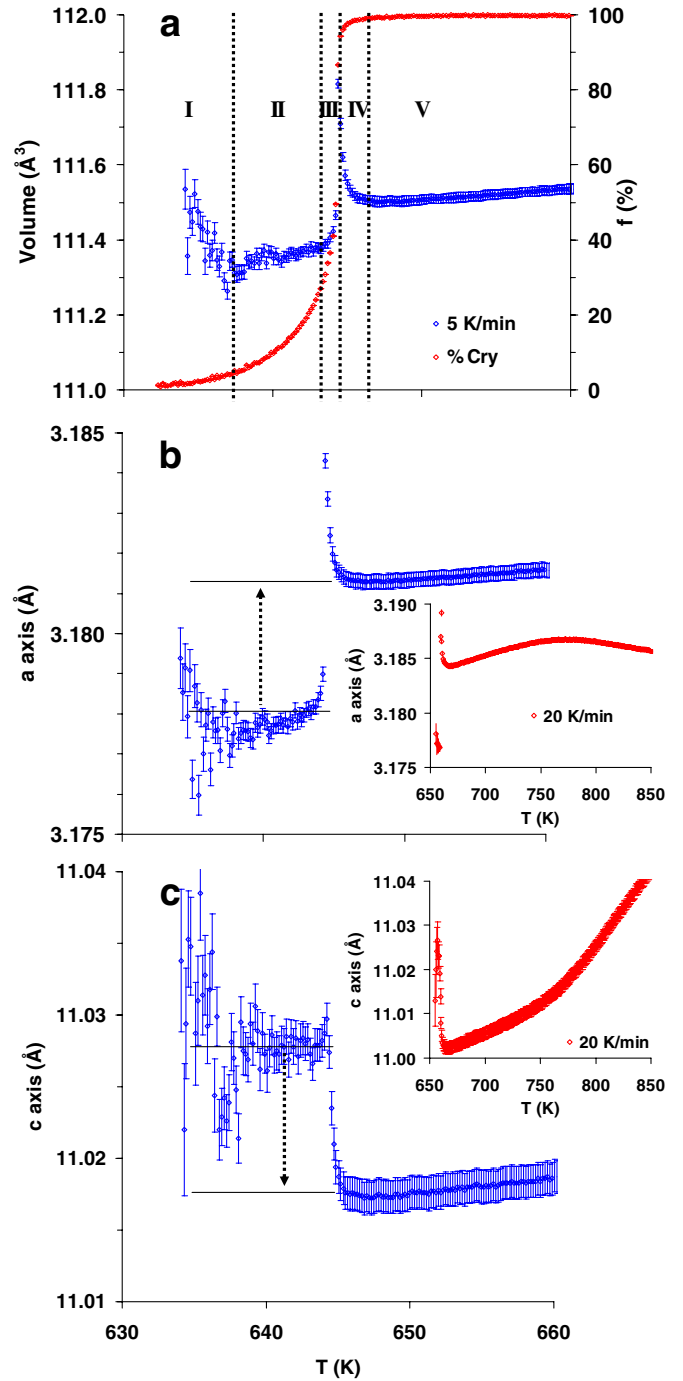 a
112.0
111.8
111.6
111.4
111.2
111.0
Volume (Å³)
I
II
III
IV
V
100
80
60
40
20
0
f (%)
5 K/min
% Cry
b
3.185
3.180
3.175
a axis (Å)
3.190
3.185
3.180
3.175
a axis (Å)
20 K/min
650
700
750
800
850
T (K)
c
11.04
11.03
11.02
11.01
c axis (Å)
11.04
11.03
11.02
11.01
11.00
c axis (Å)
20 K/min
650
700
750
800
850
T (K)
630
640
650
660
T (K)